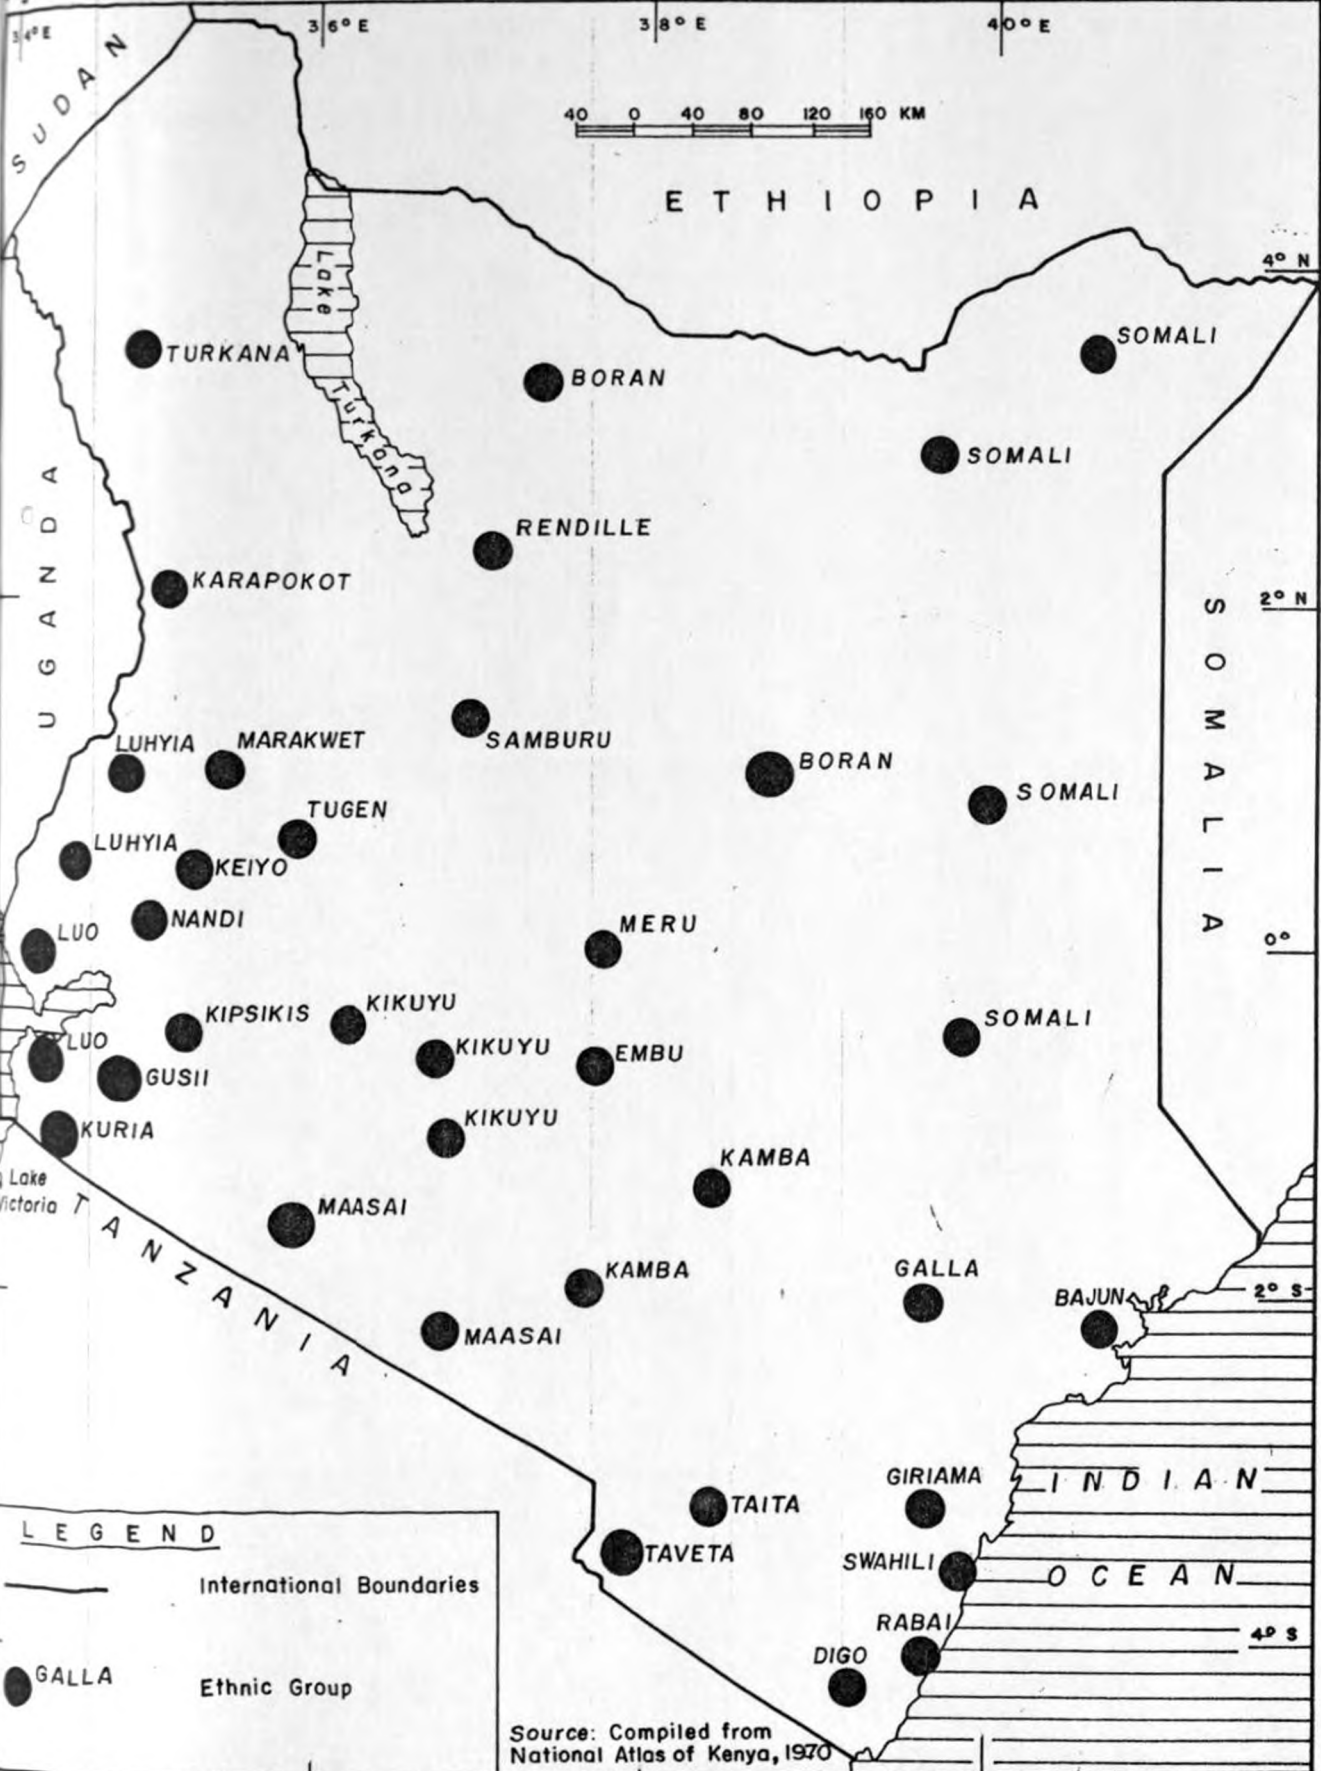 34°E
36°E
38°E
40°E
SUDAN
40 0 40 80 120 160 KM
ETHIOPIA
4° N
Lake Turkana
TURKANA
BORAN
SOMALI
SOMALI
RENDILLE
KARAPOKOT
UGANDA
SOMALIA
2° N
LUHYIA
MARAKWET
SAMBURU
BORAN
SOMALI
TUGEN
LUHYIA
KEIYO
NANDI
LUO
MERU
0°
KIPSIKIS
KIKUYU
SOMALI
LUO
KIKUYU
EMBU
GUSII
KURIA
KIKUYU
KAMBA
Lake
Victoria
TANZANIA
MAASAI
KAMBA
GALLA
BAJUN
2° S
MAASAI
GIRIAMA
INDIAN
TAITA
TAVETA
SWAHILI
OCEAN
RABAI
4° S
DIGO
LEGEND
International Boundaries
GALLA
Ethnic Group
Source: Compiled from
National Atlas of Kenya, 1970